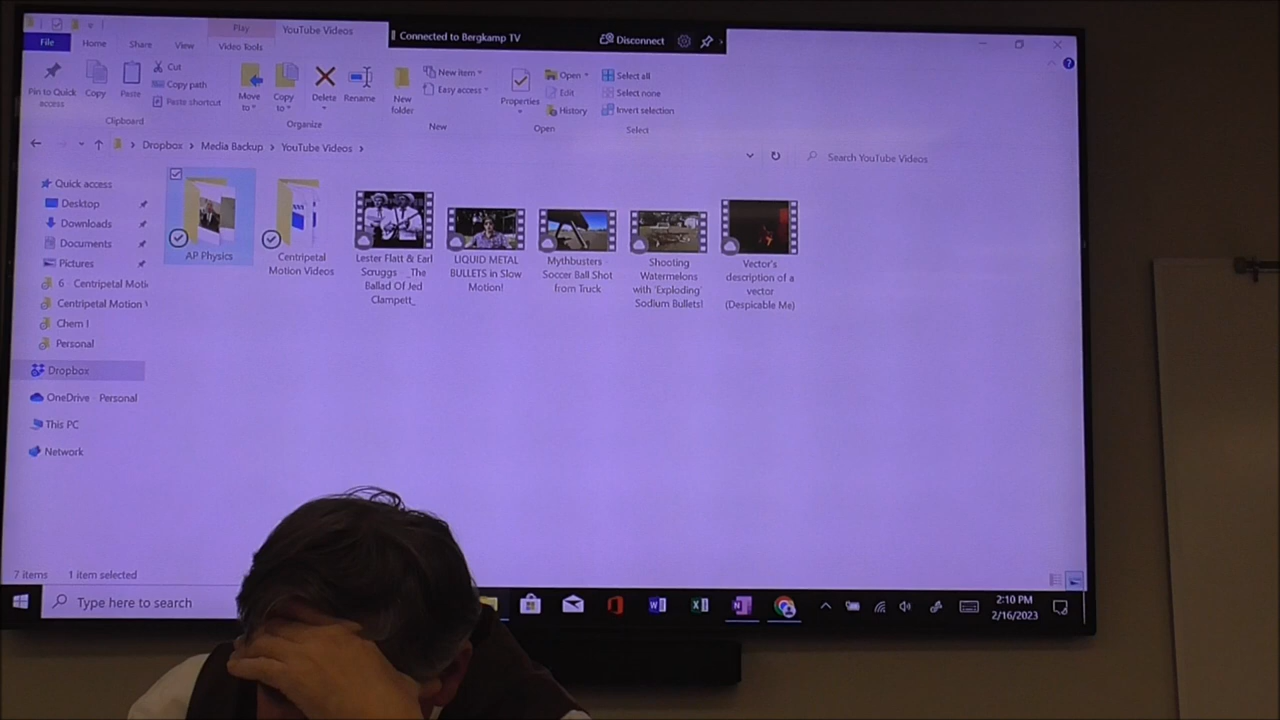 Play
YouTube Videos
Connected to Bergkamp TV
Disconnect
File
Home
Share
View
Video Tools
Pin to Quick
access
Copy
Paste
Cut
Copy path
Paste shortcut
Clipboard
Move
to
Copy
to
Delete
Rename
Organize
New
folder
New item
Easy access
New
Properties
Open
Edit
History
Open
Select all
Select none
Invert selection
Select
Dropbox > Media Backup > YouTube Videos >
Search YouTube Videos
Quick access
Desktop
Downloads
Documents
Pictures
6 - Centripetal Moti
Centripetal Motion V
Chem I
Personal
Dropbox
OneDrive - Personal
This PC
Network
AP Physics
Centripetal
Motion Videos
Lester Flatt & Earl
Scruggs - _The
Ballad Of Jed
Clampett_
LIQUID METAL
BULLETS in Slow
Motion!
Mythbusters -
Soccer Ball Shot
from Truck
Shooting
Watermelons
with 'Exploding'
Sodium Bullets!
Vector's
description of a
vector
(Despicable Me)
7 items
1 item selected
Type here to search
2:10 PM
2/16/2023